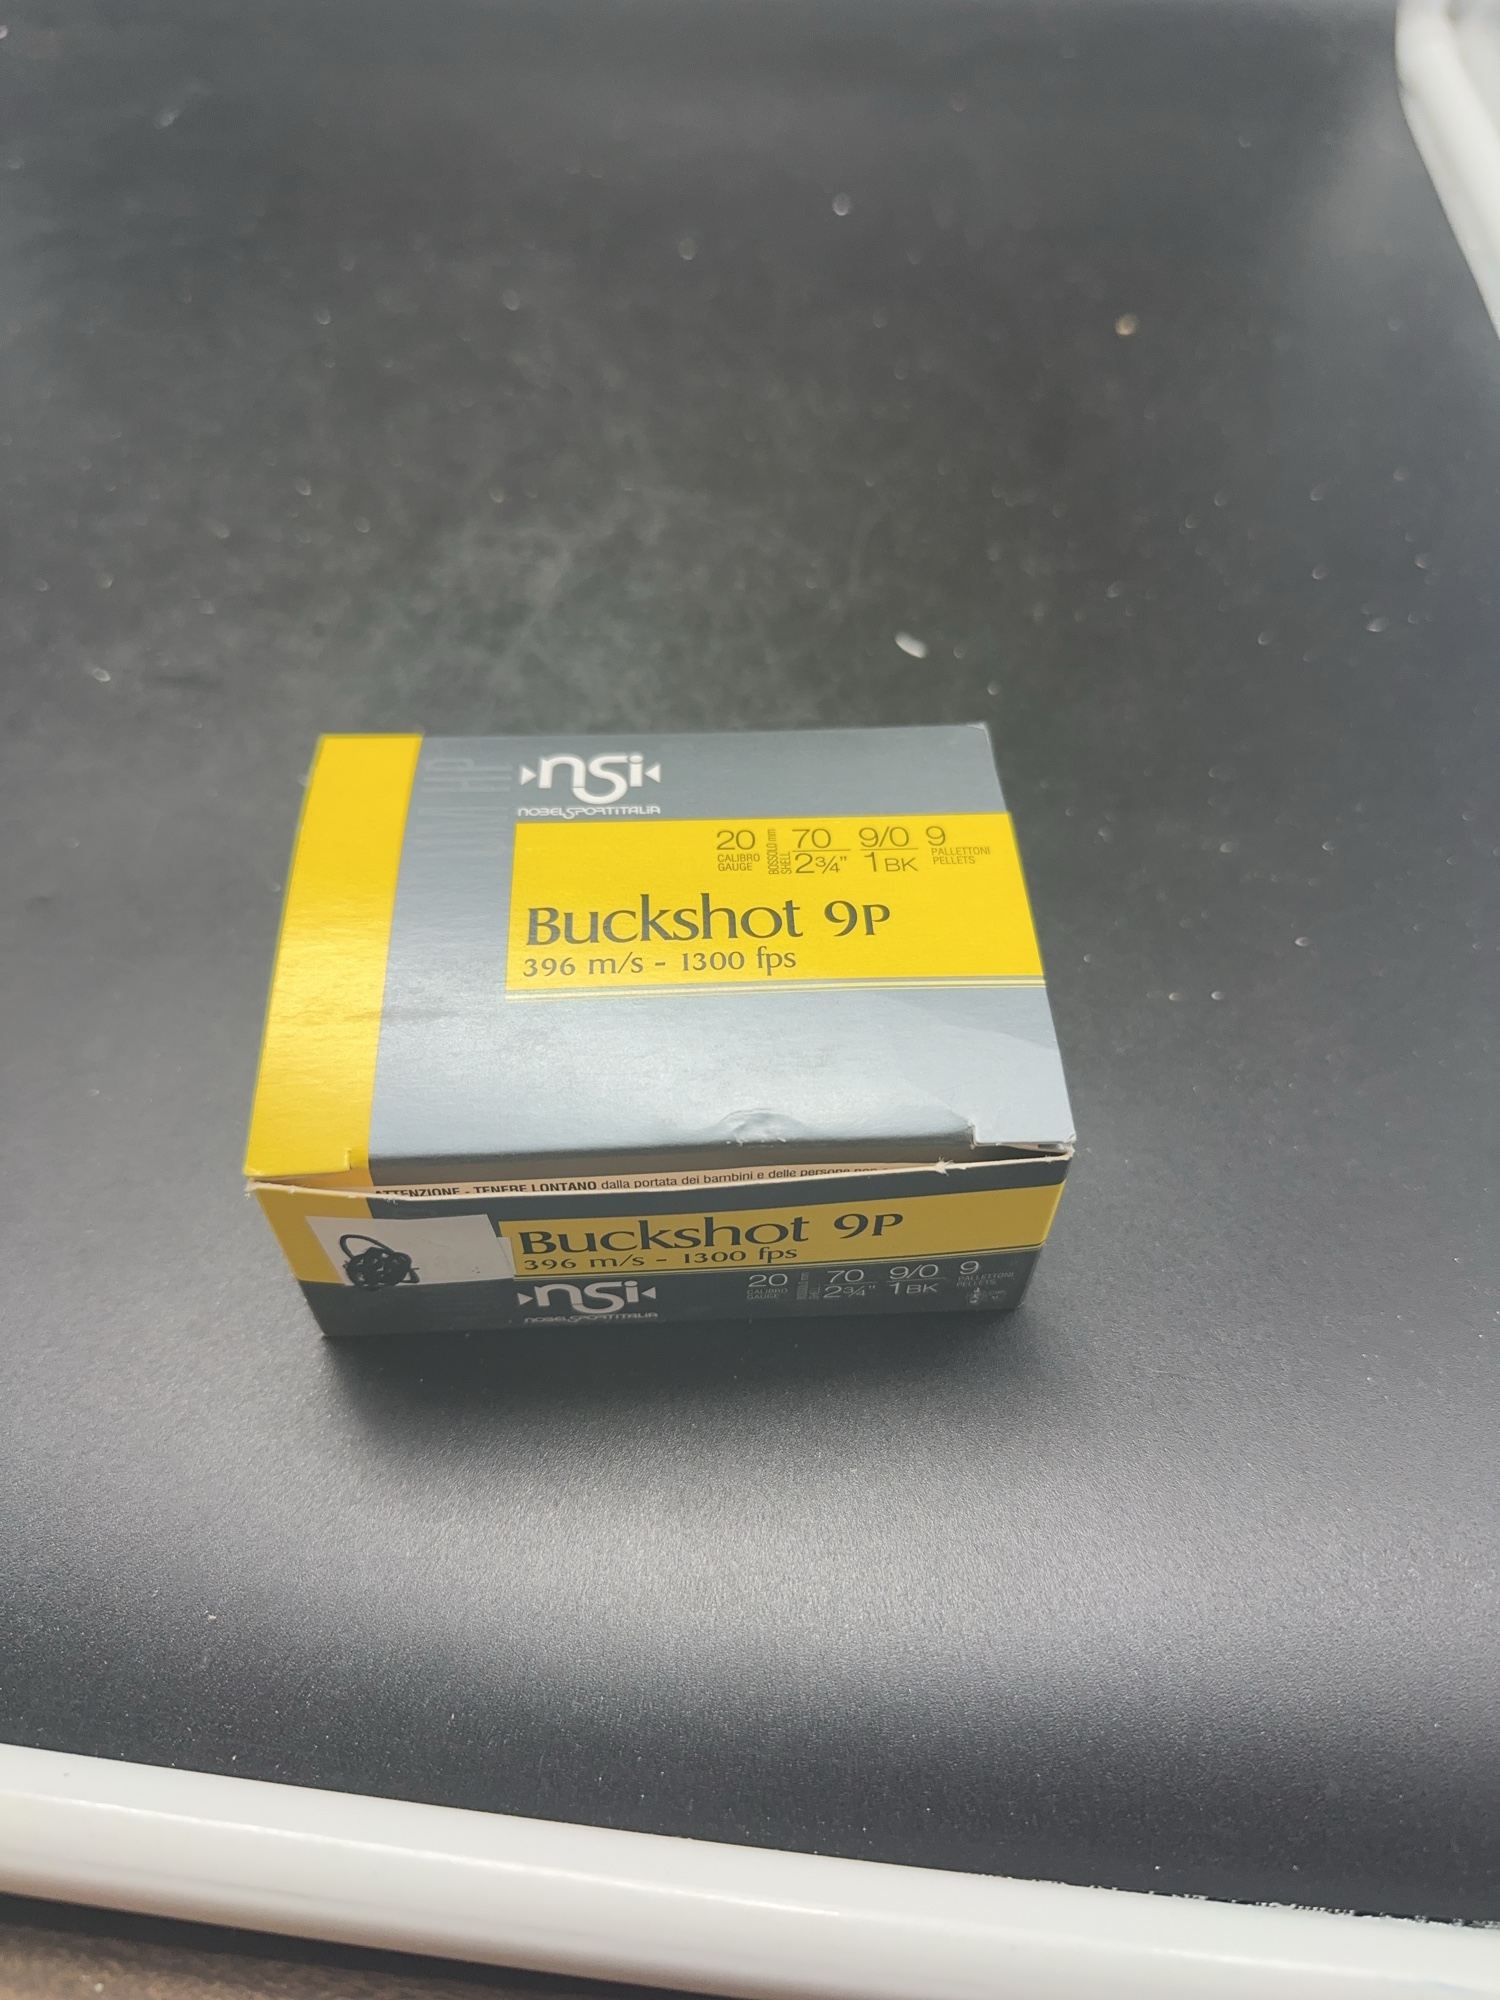 nsi
NOBELSPORTITALIA
20 70 9/0 9
CALIBRO BOSSOLO mm PALLETTONI
GAUGE SHELL 2¾" 1BK PELLETS
Buckshot 9P
396 m/s - 1300 fps
ATTENZIONE - TENERE LONTANO dalla portata dei bambini e delle persone non
Buckshot 9P
396 m/s - 1300 fps
nsi
NOBELSPORTITALIA
20 70 9/0 9
CALIBRO PALLETTONI
GAUGE SHELL 2¾" 1BK PELLETS